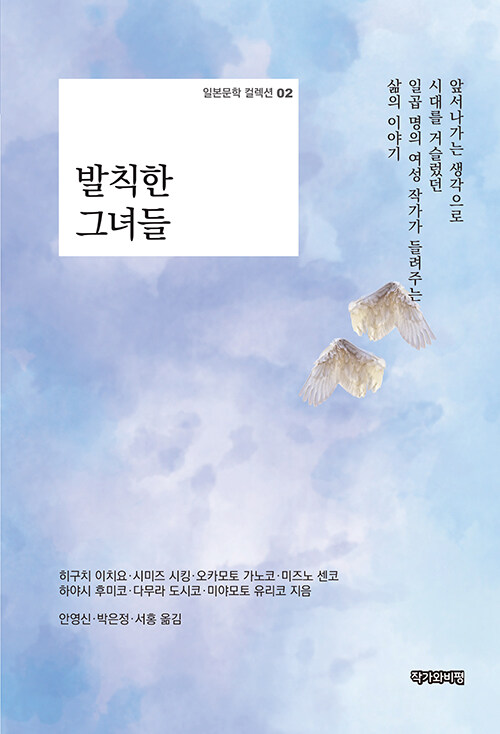 일본문학 컬렉션 02
발칙한
그녀들
앞서나가는 생각으로
시대를 거슬렀던
일곱 명의 여성 작가가 들려주는
삶의 이야기
히구치 이치요·시미즈 시킹·오카모토 가노코·미즈노 센코
하야시 후미코·다무라 도시코·미야모토 유리코 지음
안영신·박은정·서홍 옮김
작가와비평